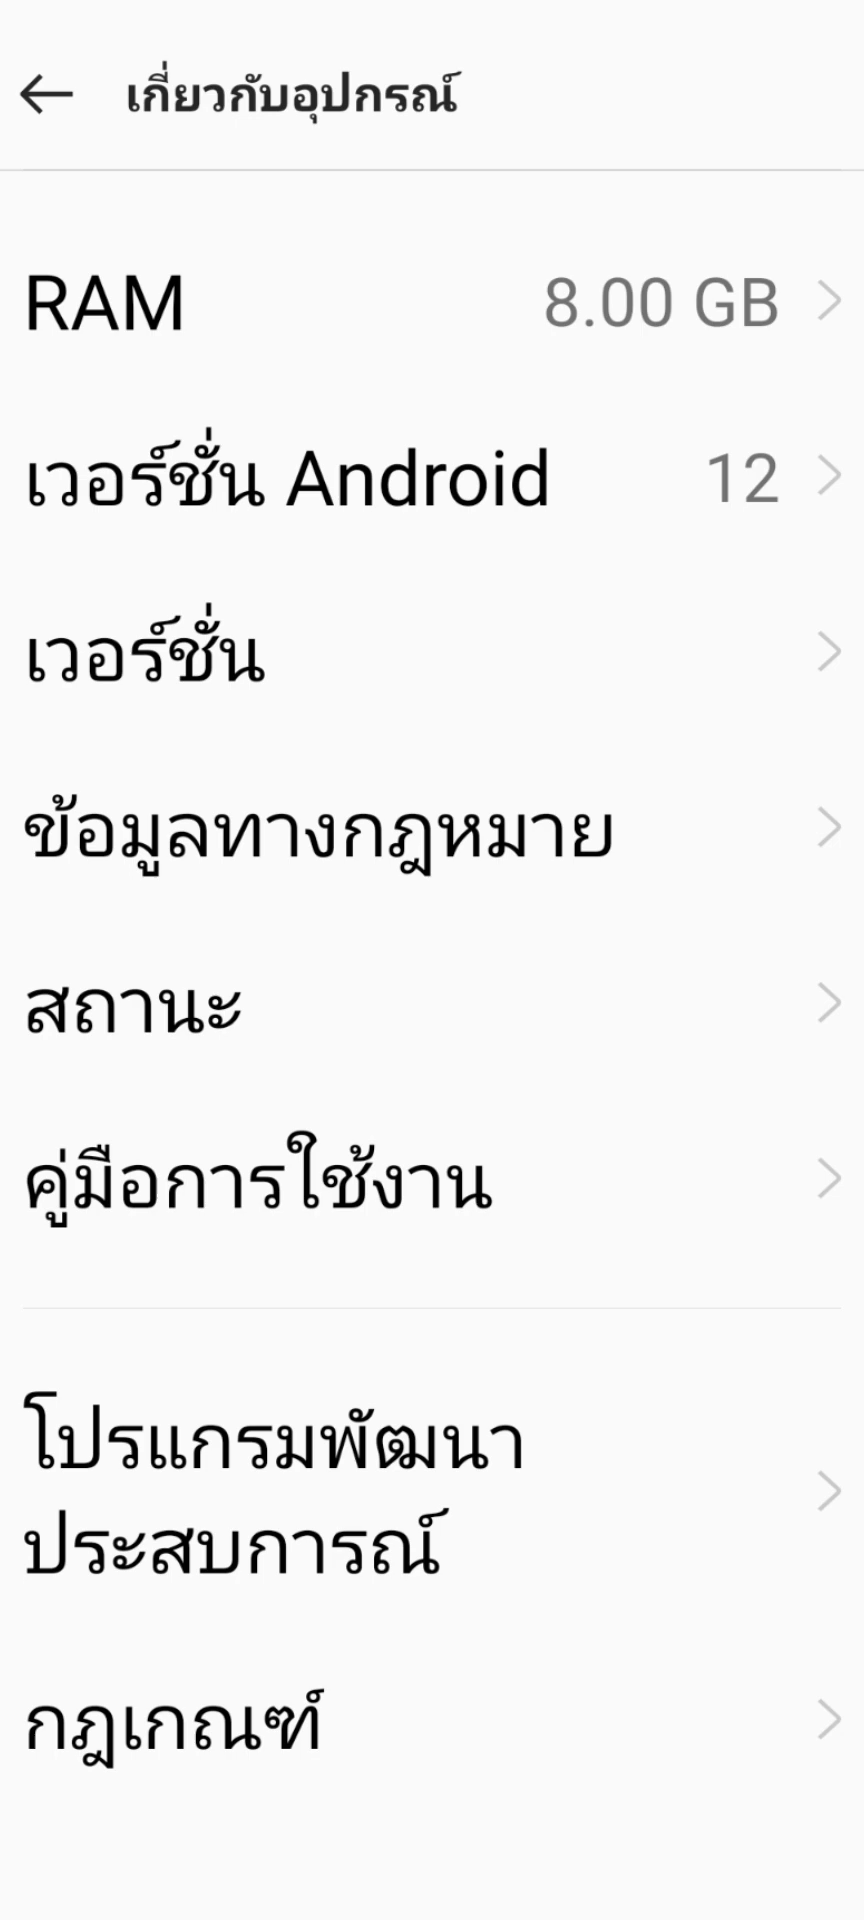 เกี่ยวกับอุปกรณ์
RAM 8.00 GB
เวอร์ชั่น Android 12
เวอร์ชั่น
ข้อมูลทางกฎหมาย
สถานะ
คู่มือการใช้งาน
โปรแกรมพัฒนา
ประสบการณ์
กฎเกณฑ์